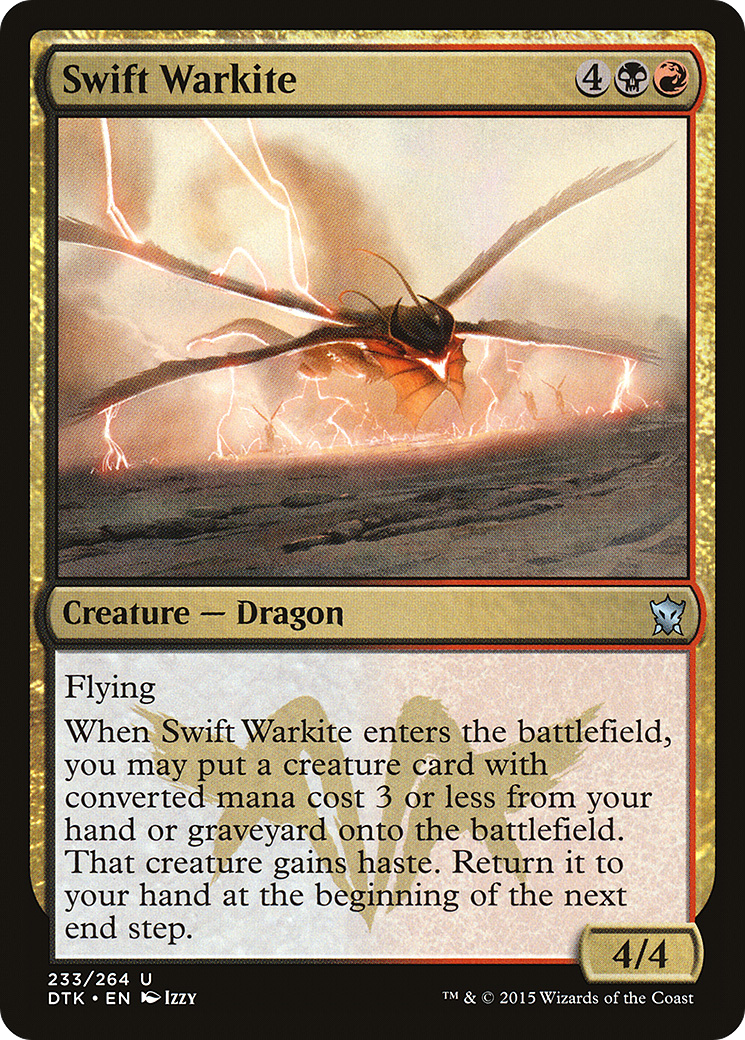 Swift Warkite 4
Creature — Dragon
Flying
When Swift Warkite enters the battlefield,
you may put a creature card with
converted mana cost 3 or less from your
hand or graveyard onto the battlefield.
That creature gains haste. Return it to
your hand at the beginning of the next
end step.
4/4
233/264 U
DTK • EN Izzy
™ & © 2015 Wizards of the Coast